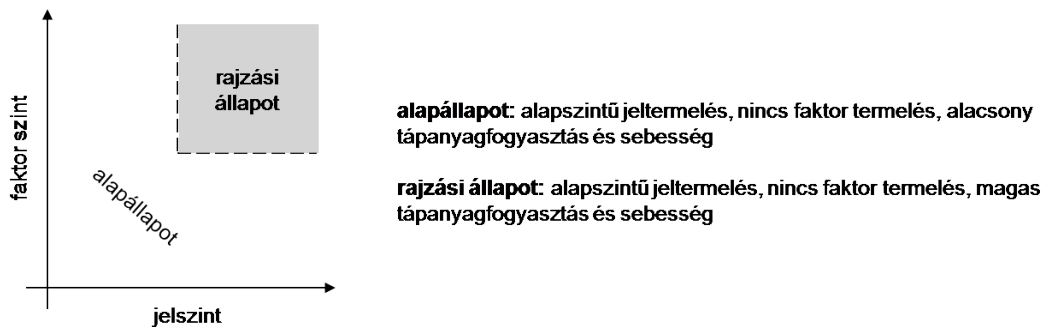 faktor szint
rajzási
állapot
alapállapot
jelszint
alapállapot: alapszintű jeltermelés, nincs faktor termelés, alacsony
tápanyagfogyasztás és sebesség
rajzási állapot: alapszintű jeltermelés, nincs faktor termelés, magas
tápanyagfogyasztás és sebesség